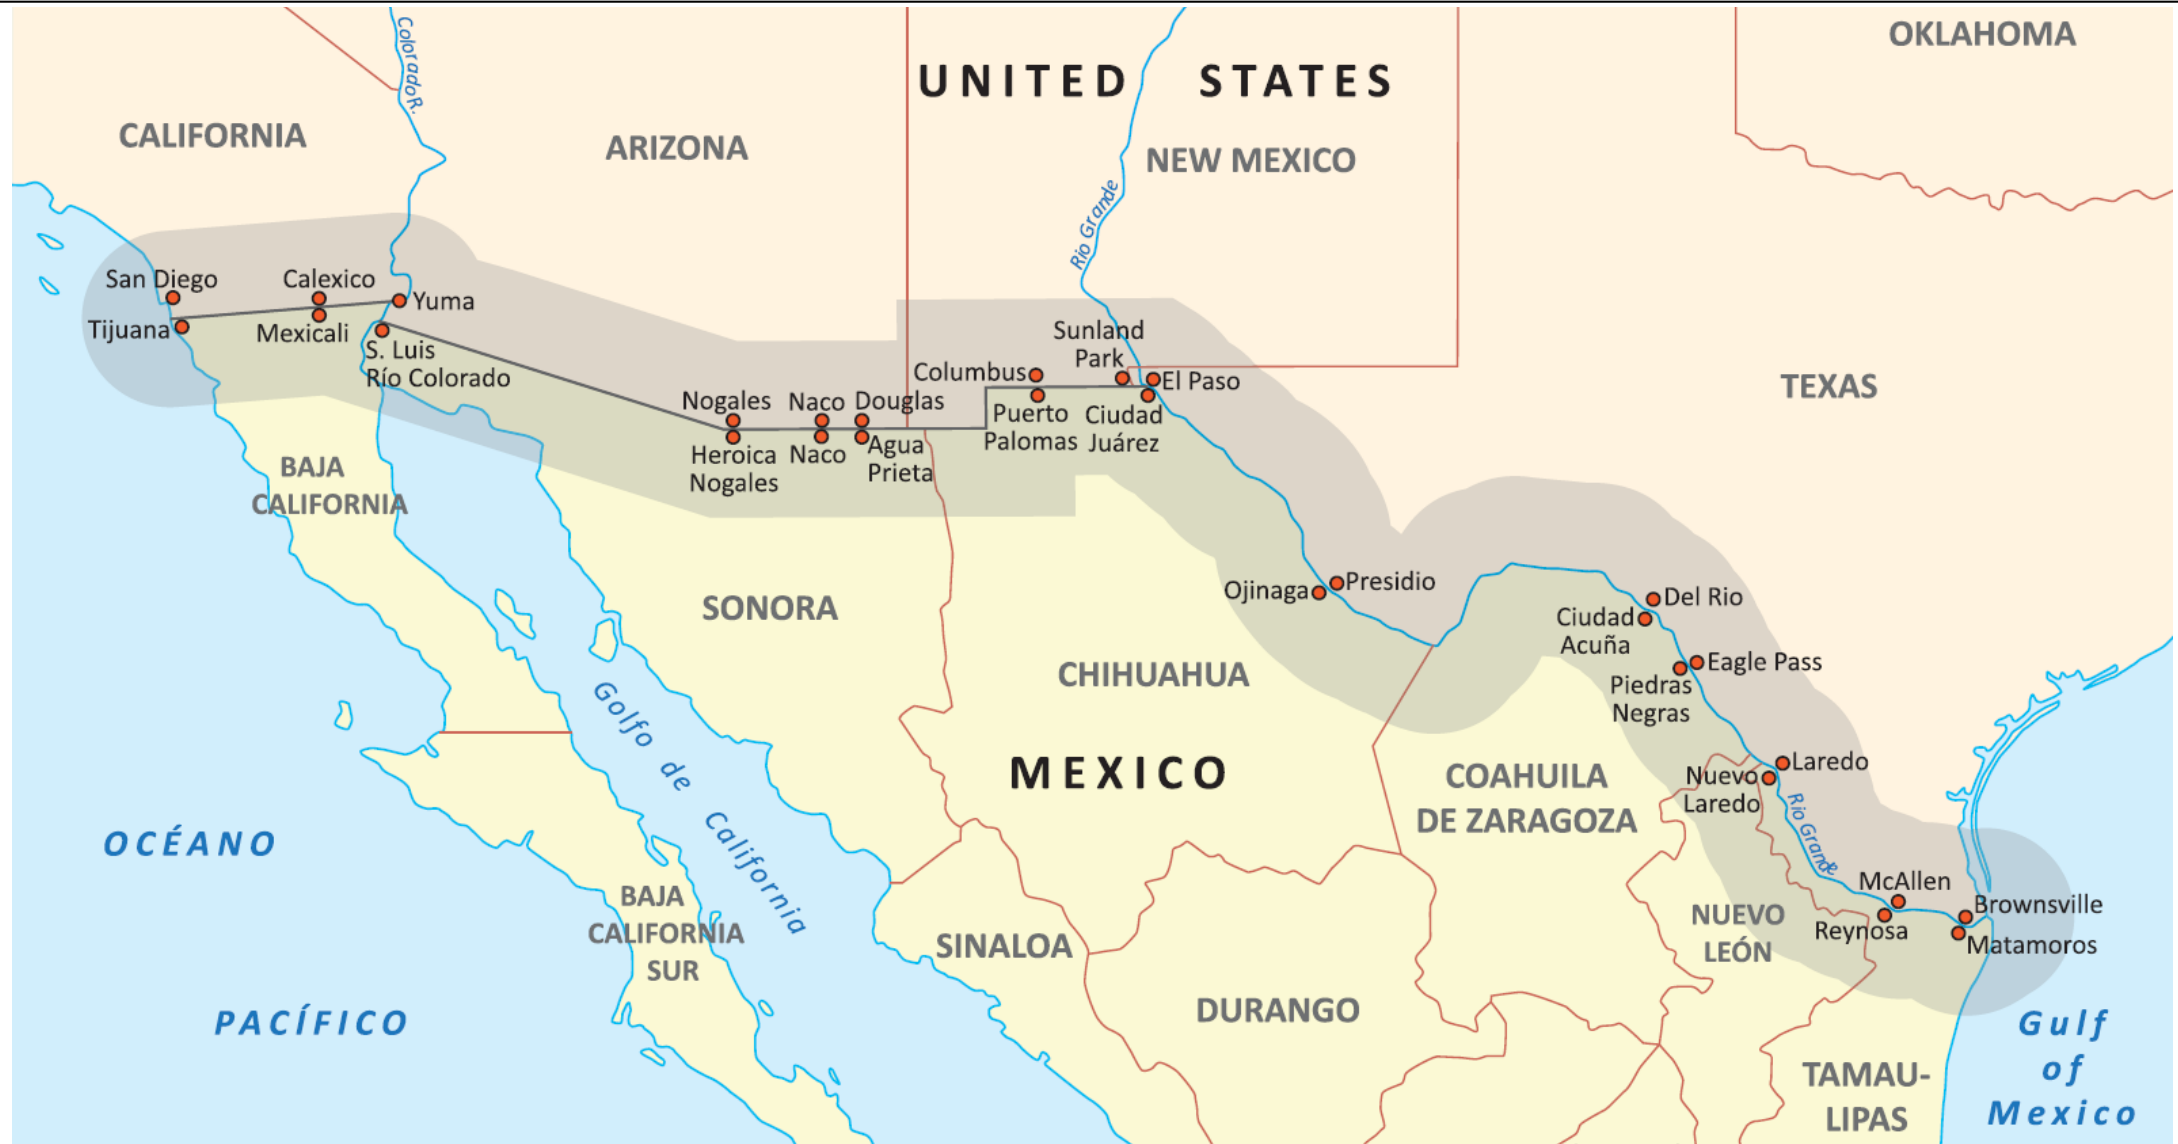 OKLAHOMA
Colorado R.
UNITED STATES
CALIFORNIA
ARIZONA
NEW MEXICO
Rio Grande
San Diego
Calexico
Yuma
Tijuana
Mexicali
S. Luis
Río Colorado
Sunland
Park
Columbus
El Paso
TEXAS
Nogales
Naco
Douglas
Puerto
Palomas
Ciudad
Juárez
Heroica
Nogales
Naco
Agua
Prieta
BAJA
CALIFORNIA
SONORA
Ojinaga
Presidio
Del Rio
Ciudad
Acuña
Eagle Pass
Piedras
Negras
CHIHUAHUA
Golfo de California
MEXICO
COAHUILA
DE ZARAGOZA
Laredo
Nuevo
Laredo
Rio Grande
OCÉANO
PACÍFICO
BAJA
CALIFORNIA
SUR
SINALOA
DURANGO
NUEVO
LEÓN
McAllen
Reynosa
Brownsville
Matamoros
TAMAU-
LIPAS
Gulf
of
Mexico